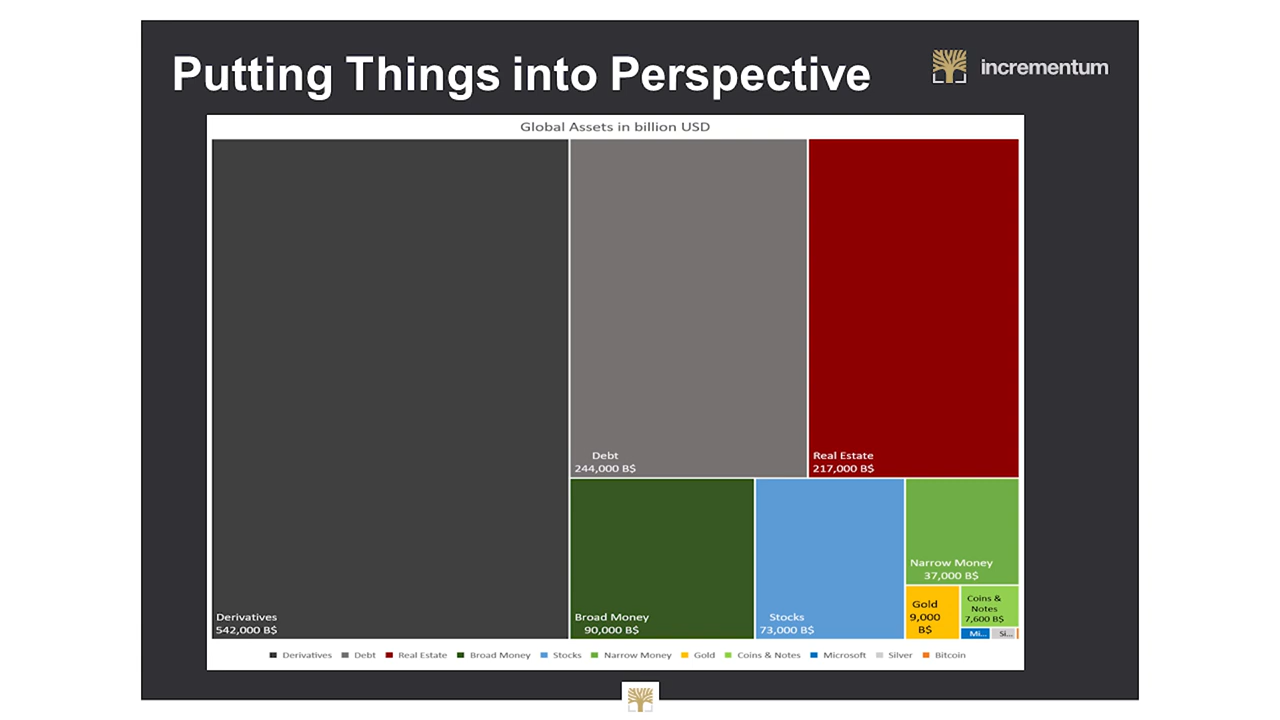 Putting Things into Perspective
incrementum
Global Assets in billion USD
Debt
244,000 B$
Real Estate
217,000 B$
Narrow Money
37,000 B$
Derivatives
542,000 B$
Broad Money
90,000 B$
Stocks
73,000 B$
Gold
9,000
B$
Coins &
Notes
7,600 B$
Mi...
Si...
Derivatives Debt Real Estate Broad Money Stocks Narrow Money Gold Coins & Notes Microsoft Silver Bitcoin